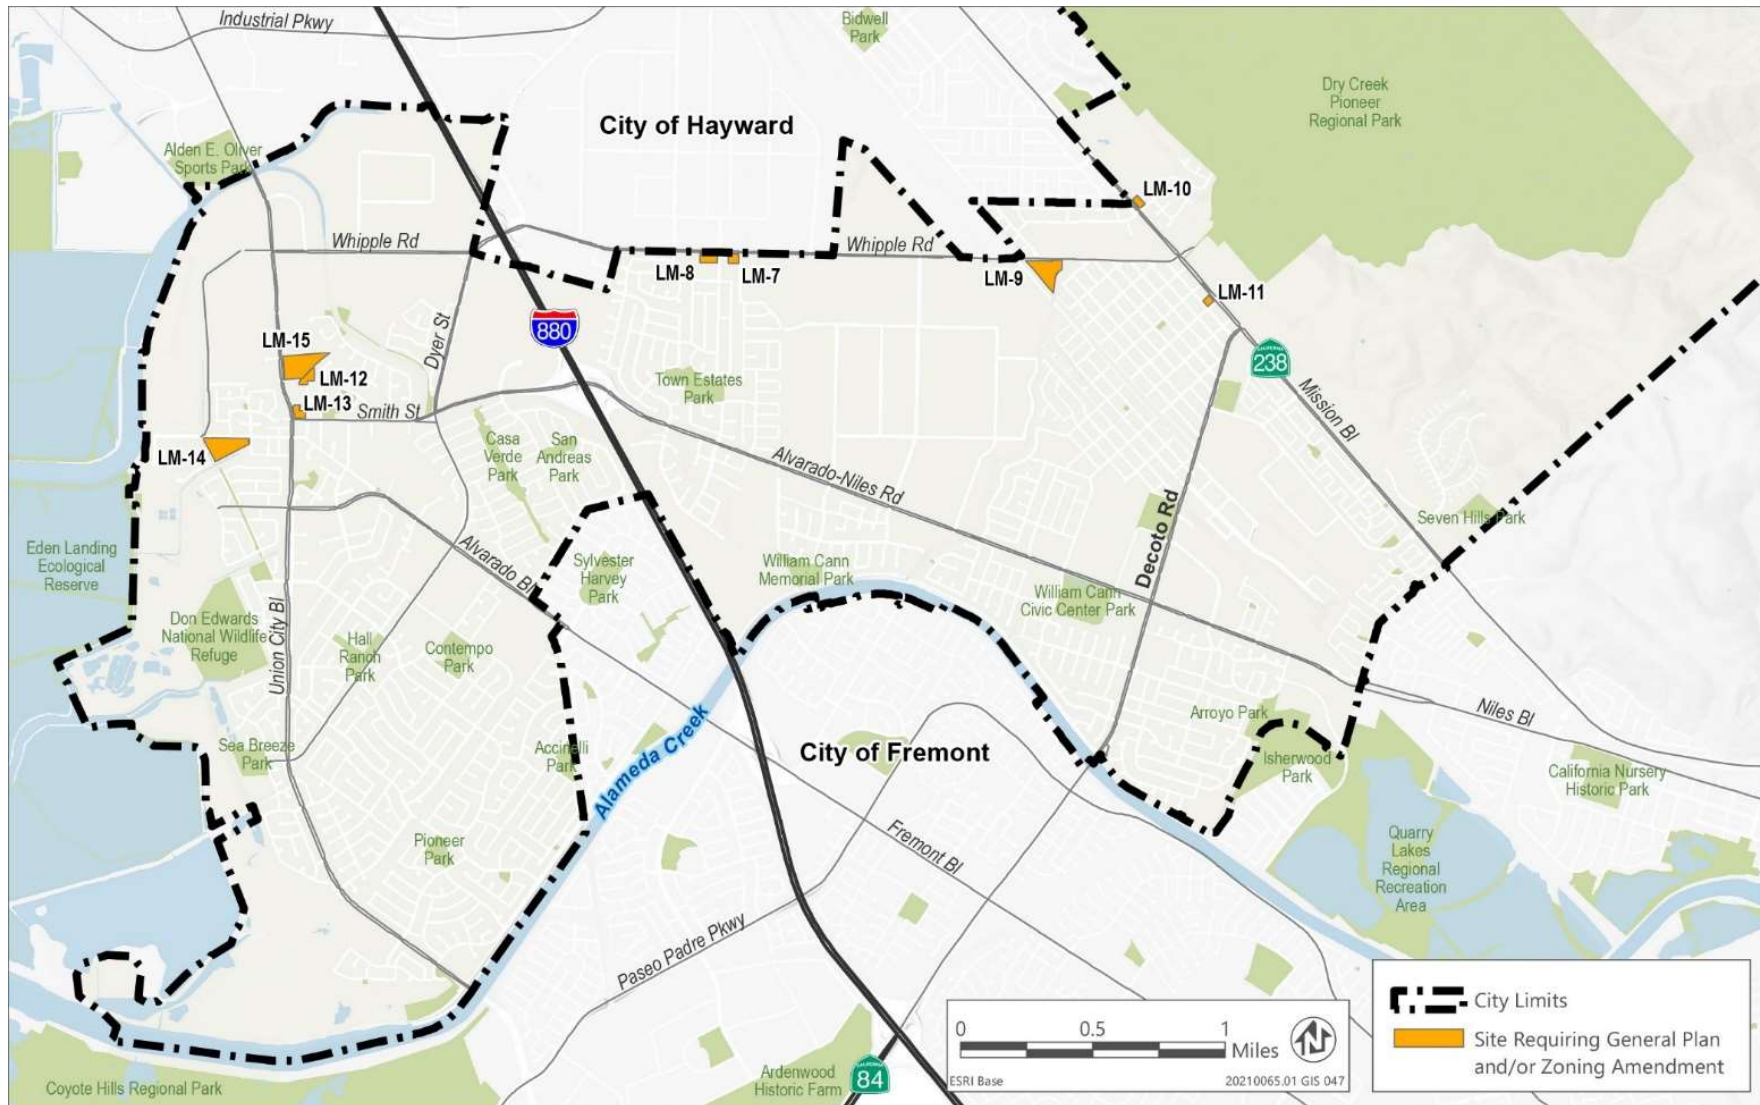 Industrial Pkwy
Bidwell
Park
Dry Creek
Pioneer
Regional Park
City of Hayward
Alden E. Oliver
Sports Park
LM-10
Whipple Rd
Whipple Rd
LM-8
LM-7
LM-9
LM-11
880
Dyer St
LM-15
LM-12
LM-13
Smith St
LM-14
Town Estates
Park
CALIFORNIA
238
Mission Bl
Casa
Verde
Park
San
Andreas
Park
Alvarado-Niles Rd
Decoto Rd
Seven Hills Park
Eden Landing
Ecological
Reserve
Alvarado Bl
Sylvester
Harvey
Park
William Cann
Memorial Park
William Cann
Civic Center Park
Don Edwards
National Wildlife
Refuge
Union City Bl
Hall
Ranch
Park
Contempo
Park
Arroyo Park
Niles Bl
Sea Breeze
Park
Accinelli
Park
Alameda Creek
City of Fremont
Isherwood
Park
California Nursery
Historic Park
Pioneer
Park
Fremont Bl
Quarry
Lakes
Regional
Recreation
Area
Paseo Padre Pkwy
Coyote Hills Regional Park
Ardenwood
Historic Farm
CALIFORNIA
84
0 0.5 1
Miles
N
ESRI Base 20210065.01 GIS 047
City Limits
Site Requiring General Plan
and/or Zoning Amendment